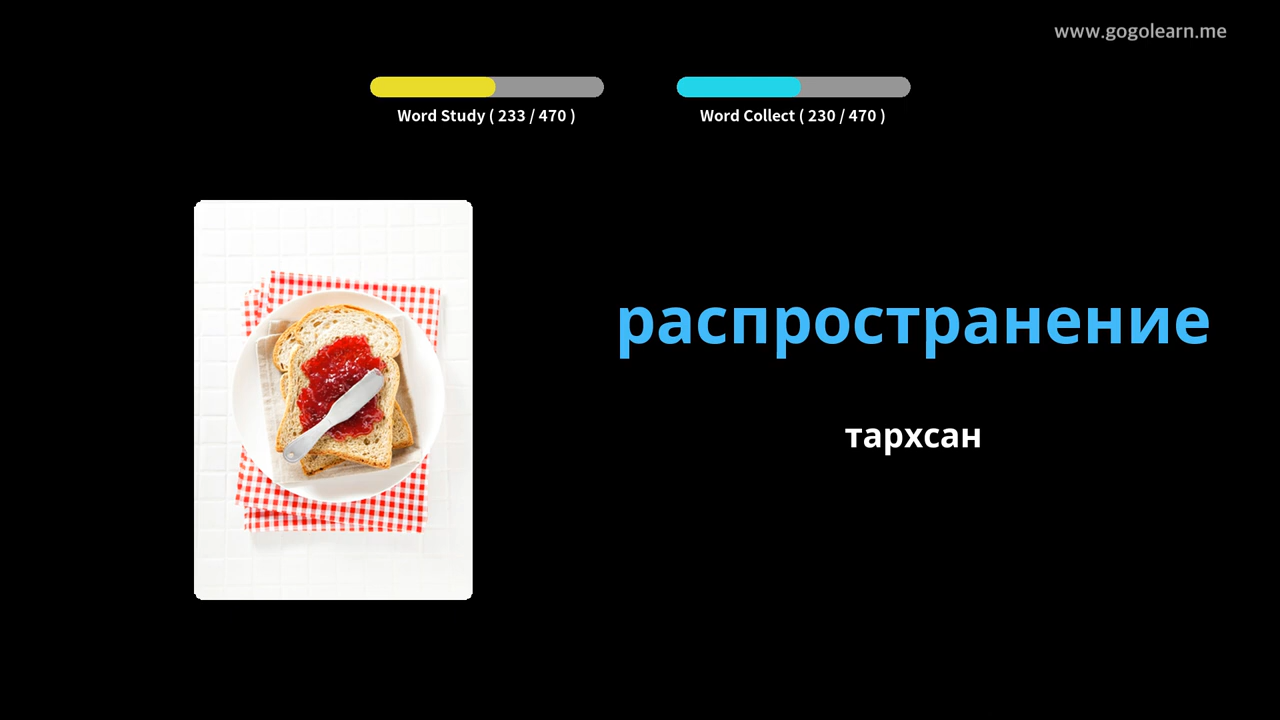 www.gogolearn.me
Word Study ( 233 / 470 )
Word Collect ( 230 / 470 )
распространение
тархсан